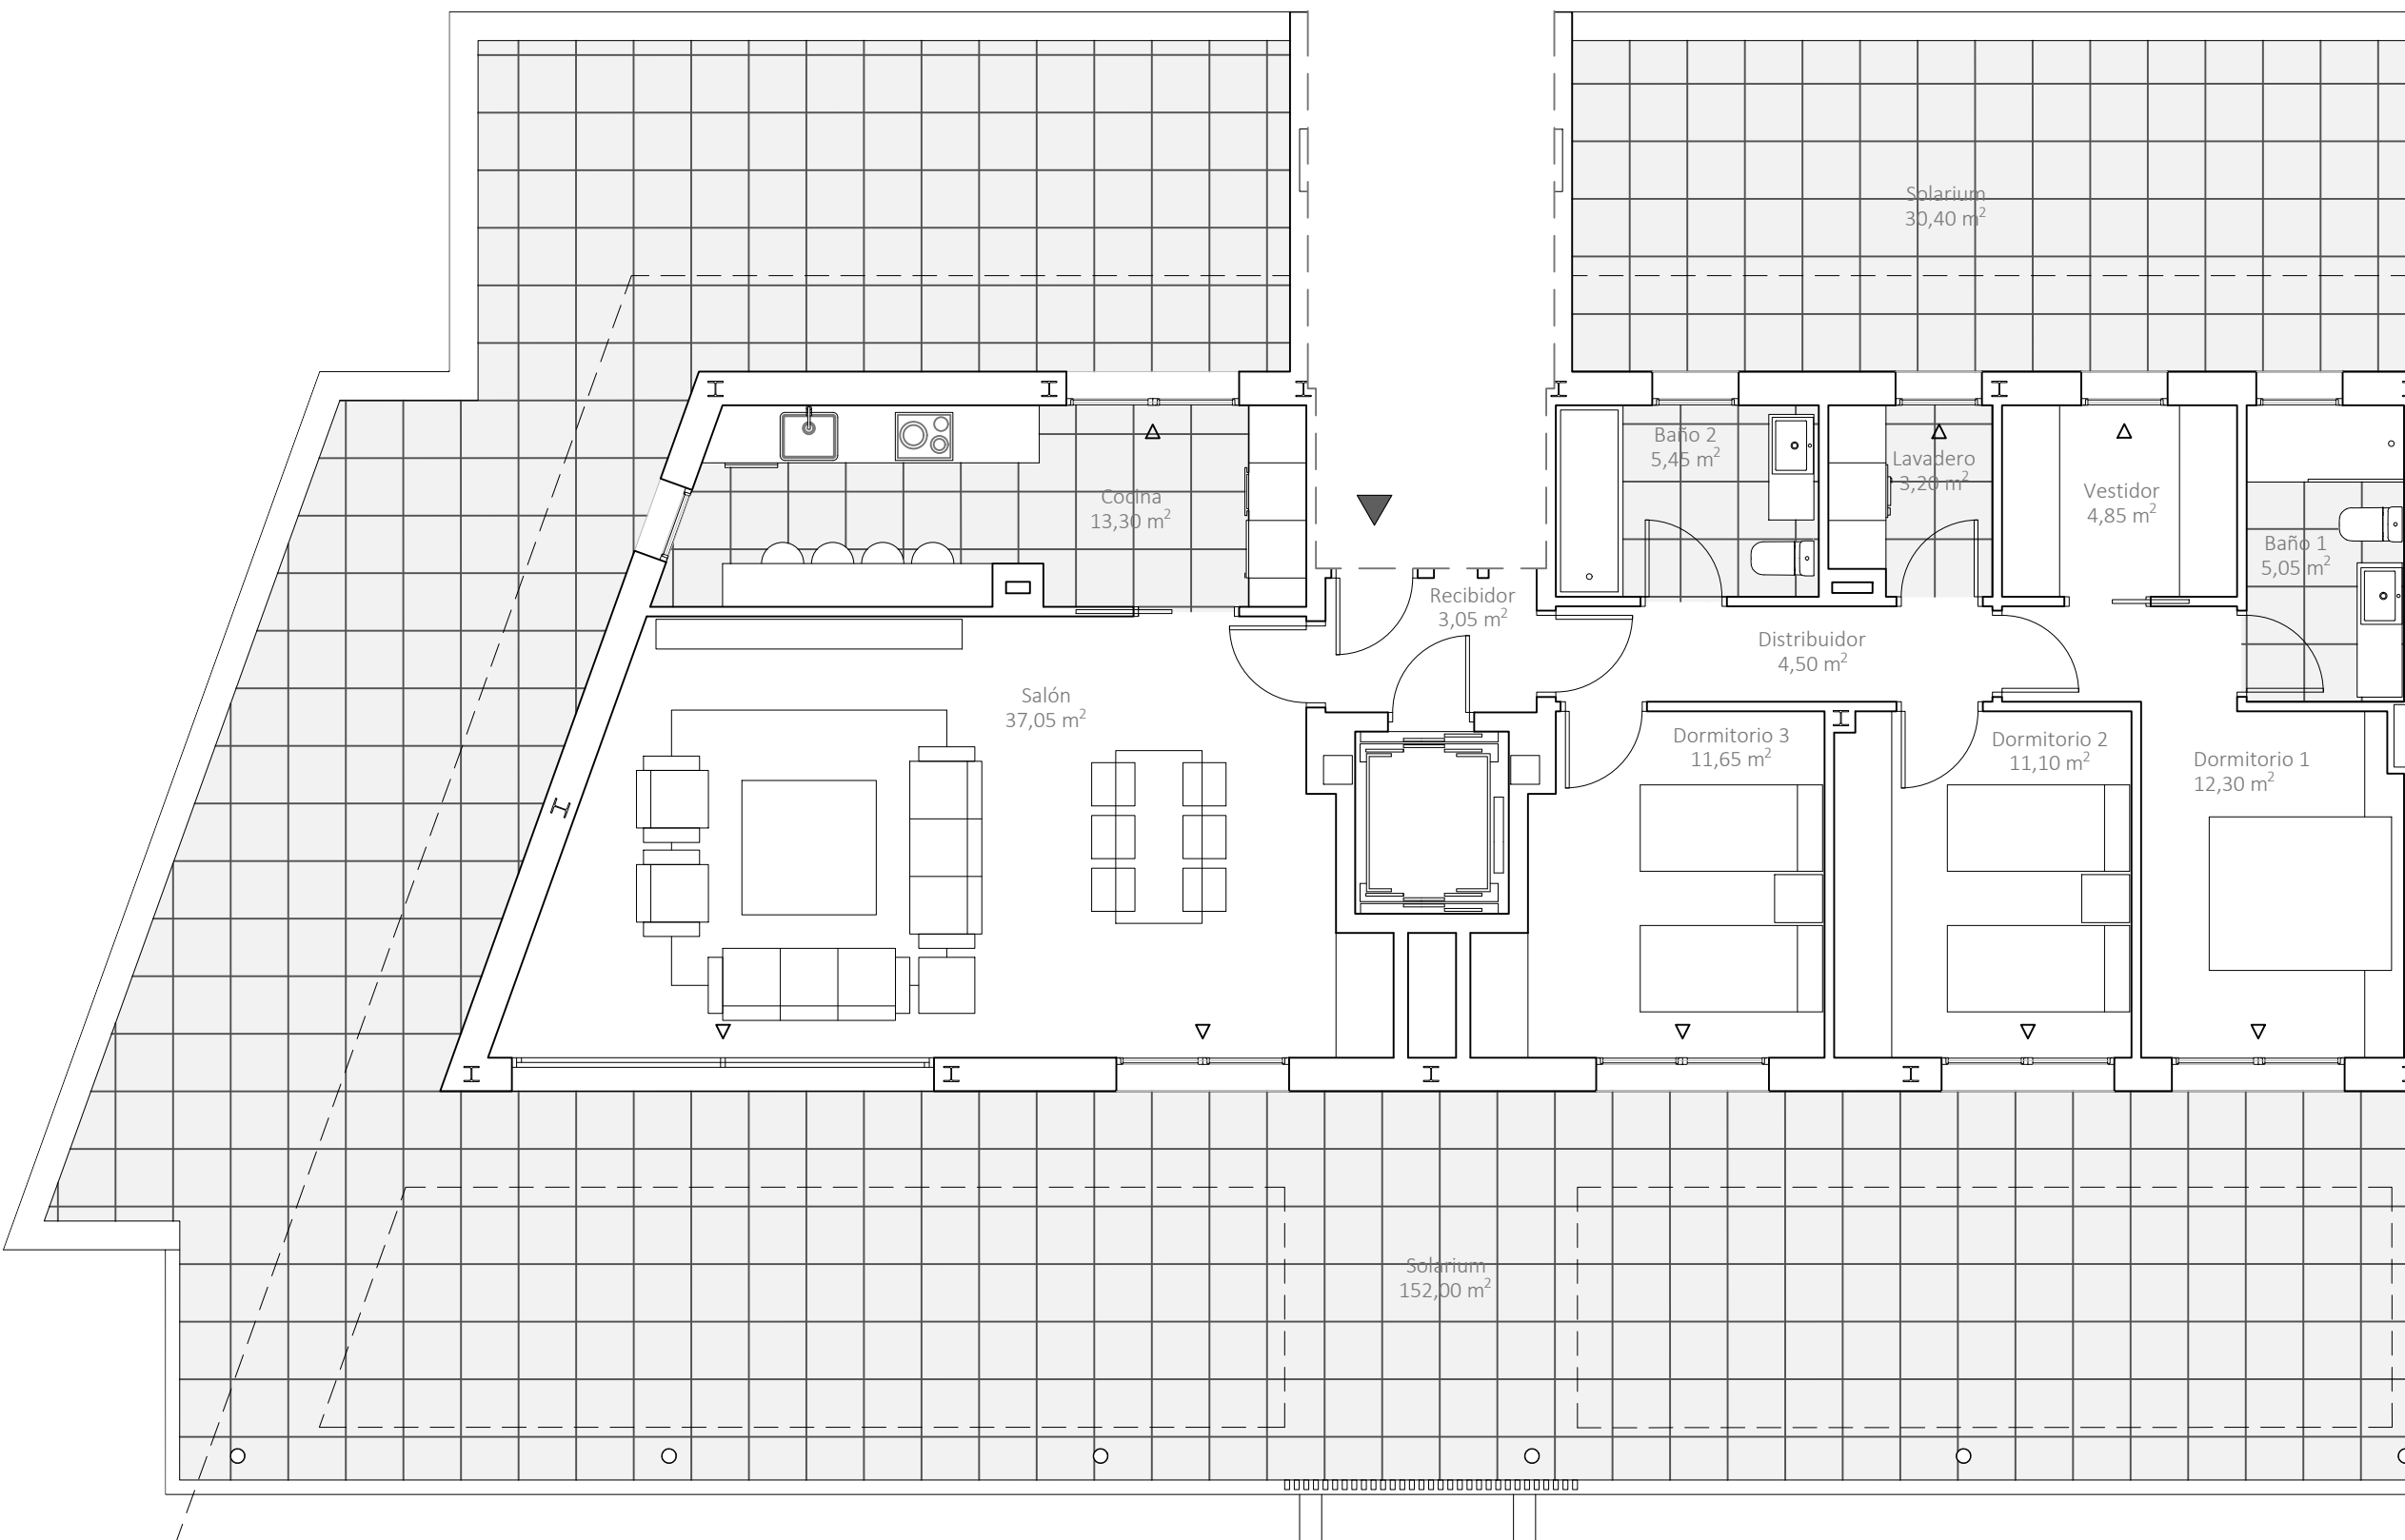 Solarium
30,40 m²
Baño 2
5,45 m²
Lavadero
3,20 m²
Vestidor
4,85 m²
Cocina
13,30 m²
Baño 1
5,05 m²
Recibidor
3,05 m²
Distribuidor
4,50 m²
Salón
37,05 m²
Dormitorio 3
11,65 m²
Dormitorio 2
11,10 m²
Dormitorio 1
12,30 m²
Solarium
152,00 m²